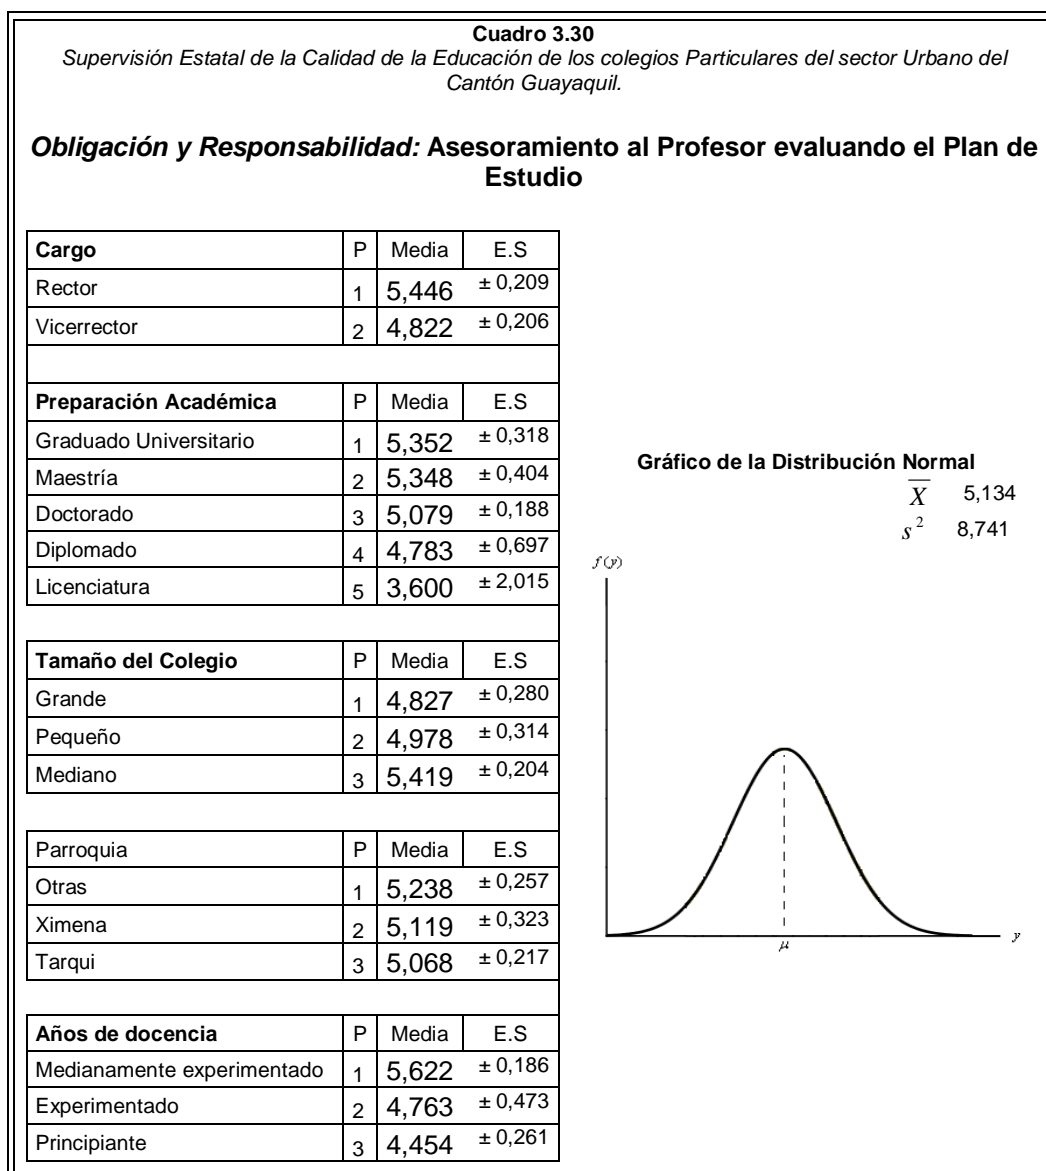 Cuadro 3.30
Supervisión Estatal de la Calidad de la Educación de los colegios Particulares del sector Urbano del
Cantón Guayaquil.
Obligación y Responsabilidad: Asesoramiento al Profesor evaluando el Plan de
Estudio
Cargo P Media E.S
Rector 1 5,446 ± 0,209
Vicerrector 2 4,822 ± 0,206
Preparación Académica P Media E.S
Graduado Universitario 1 5,352 ± 0,318
Maestría 2 5,348 ± 0,404
Doctorado 3 5,079 ± 0,188
Diplomado 4 4,783 ± 0,697
Licenciatura 5 3,600 ± 2,015
Tamaño del Colegio P Media E.S
Grande 1 4,827 ± 0,280
Pequeño 2 4,978 ± 0,314
Mediano 3 5,419 ± 0,204
Parroquia P Media E.S
Otras 1 5,238 ± 0,257
Ximena 2 5,119 ± 0,323
Tarqui 3 5,068 ± 0,217
Años de docencia P Media E.S
Medianamente experimentado 1 5,622 ± 0,186
Experimentado 2 4,763 ± 0,473
Principiante 3 4,454 ± 0,261
Gráfico de la Distribución Normal
X̅ 5,134
s² 8,741
f(y)
μ
y